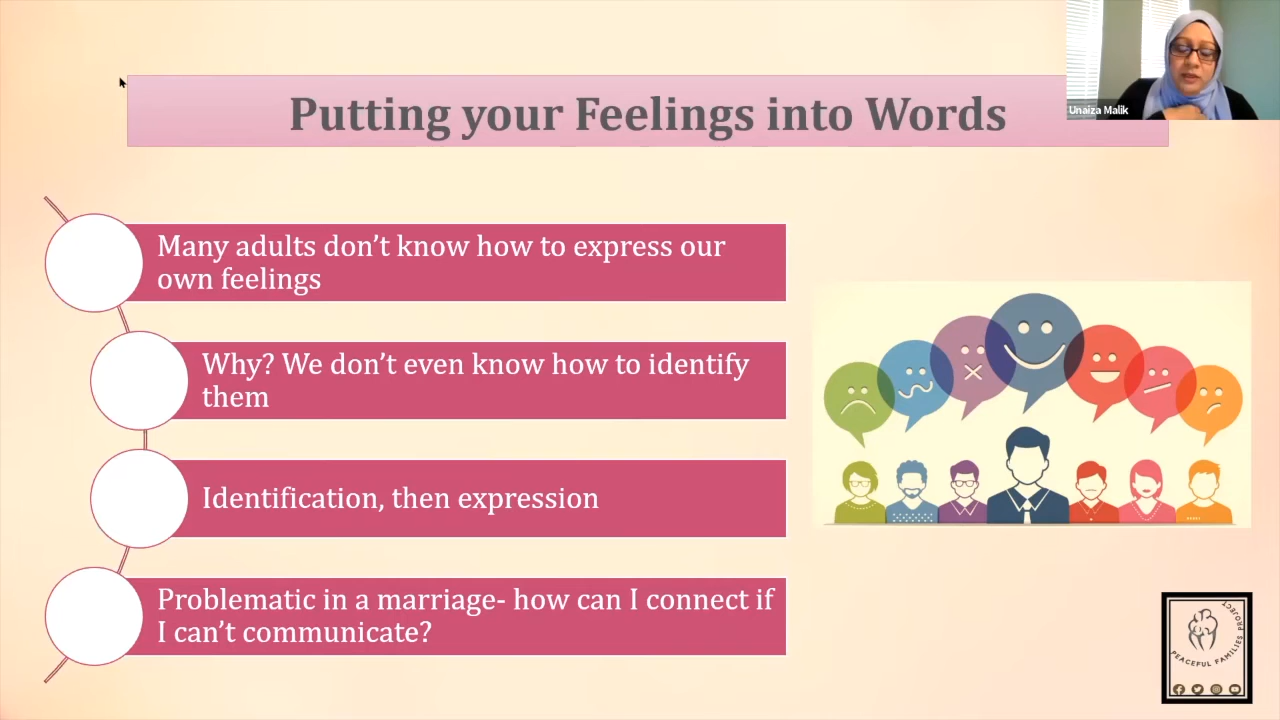 Putting your Feelings into Words
Unaiza Malik
Many adults don’t know how to express our
own feelings
Why? We don’t even know how to identify
them
Identification, then expression
Problematic in a marriage- how can I connect if
I can’t communicate?
PEACEFUL FAMILIES PROJECT